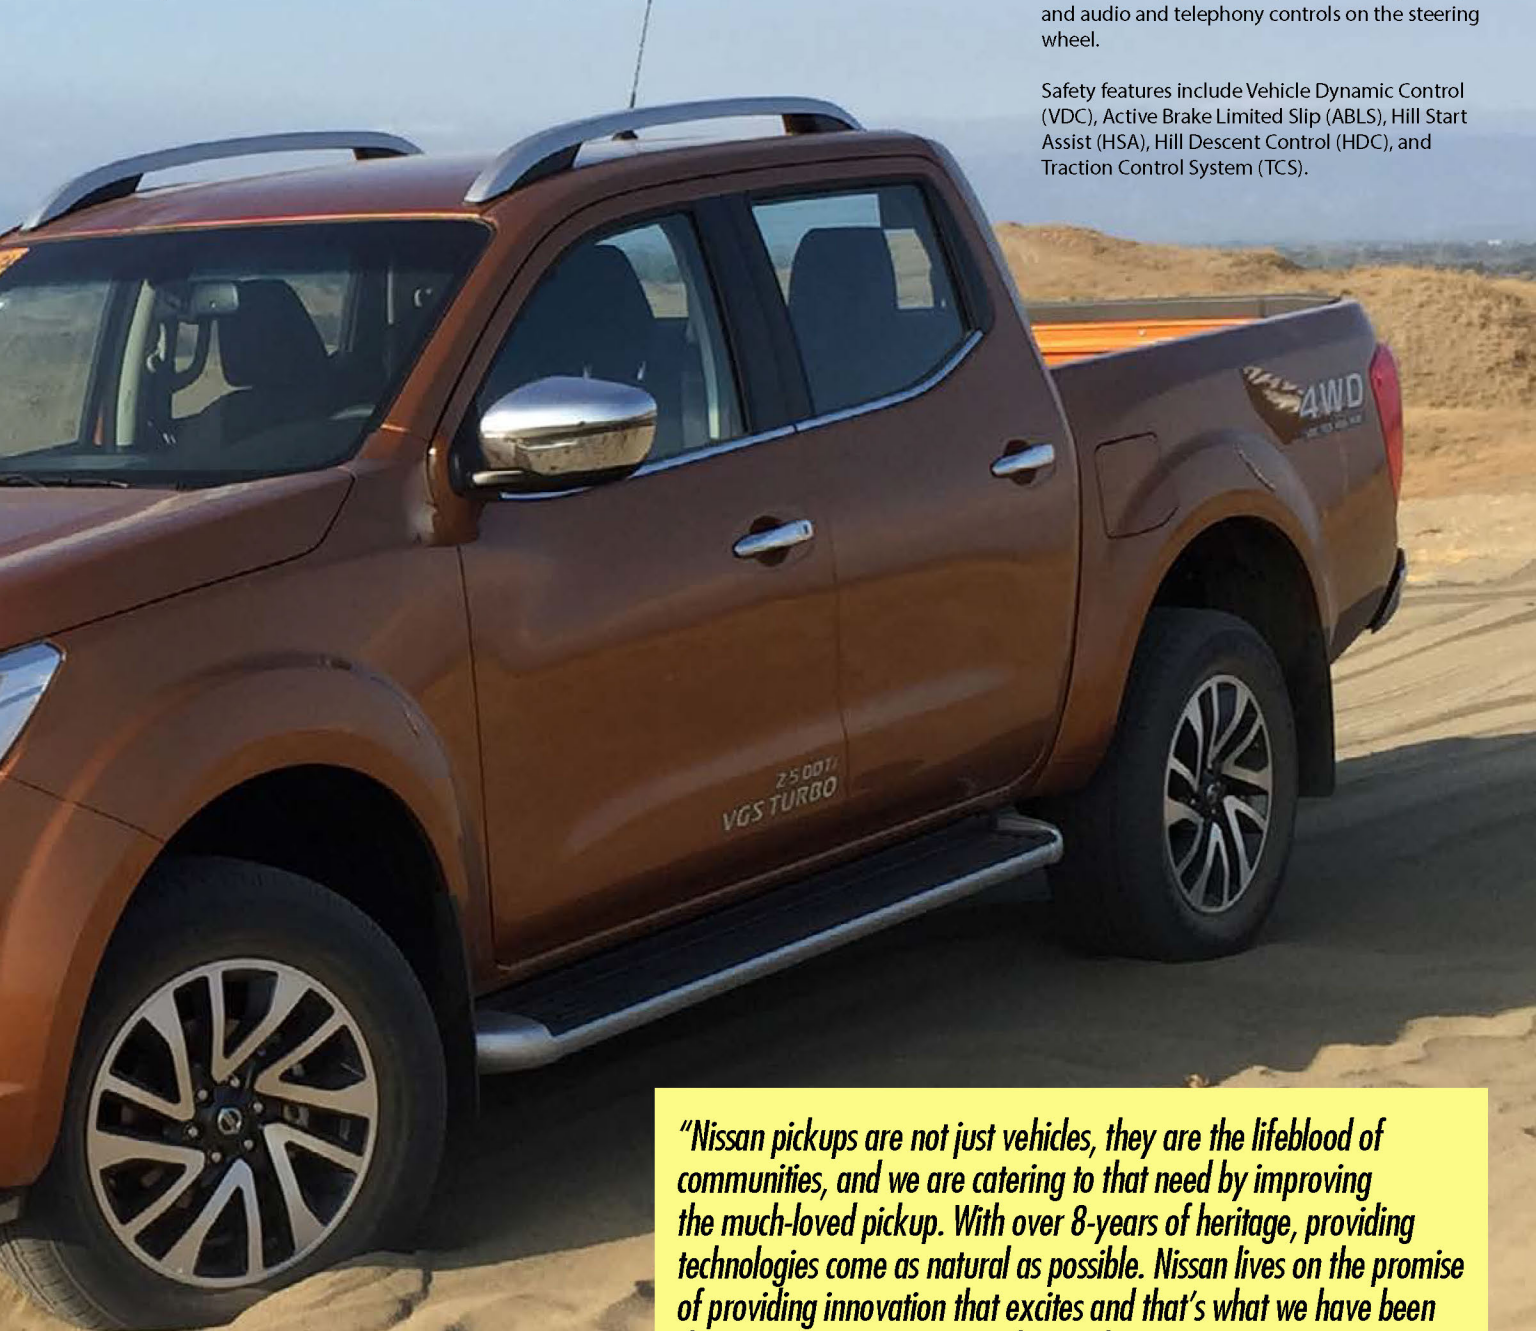 and audio and telephony controls on the steering
wheel.
Safety features include Vehicle Dynamic Control
(VDC), Active Brake Limited Slip (ABLS), Hill Start
Assist (HSA), Hill Descent Control (HDC), and
Traction Control System (TCS).
4WD
VGS TURBO
“Nissan pickups are not just vehicles, they are the lifeblood of
communities, and we are catering to that need by improving
the much-loved pickup. With over 8-years of heritage, providing
technologies come as natural as possible. Nissan lives on the promise
of providing innovation that excites and that’s what we have been